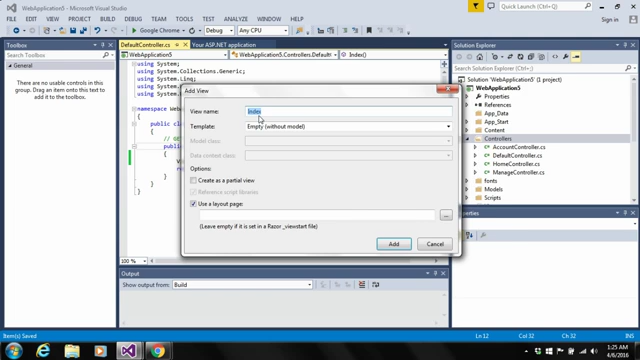 WebApplication5 - Microsoft Visual Studio
Quick Launch (Ctrl+Q)
FILE EDIT VIEW
TEAM TOOLS TEST ANALYZE WINDOW HELP
Sign in
Google Chrome
Debug
Any CPU
Toolbox
Search Toolbox
General
There are no usable controls in this
group. Drag an item onto this text to
add it to the toolbox.
DefaultController.cs
Your ASP.NET application
WebApplication5
WebApplication5.Controllers.Default
Index()
using System;
using System.Collections.Generic;
using System.Linq;
using System.
using System.
namespace Web
public c
// GE
public
{
V
}
}
100 %
Add View
View name:
Index
Template:
Empty (without model)
Model class:
Data context class:
Options:
Create as a partial view
Reference script libraries
Use a layout page:
...
(Leave empty if it is set in a Razor _viewstart file)
Add
Cancel
Solution Explorer
Search Solution Explorer (Ctrl+;)
Solution 'WebApplication5' (1 project)
WebApplication5
Properties
References
App_Data
App_Start
Content
Controllers
AccountController.cs
DefaultController.cs
HomeController.cs
ManageController.cs
fonts
Models
Scripts
Properties
Output
Show output from:
Build
Item(s) Saved
Ln 12
Col 32
Ch 32
INS
1:25 AM
4/6/2016